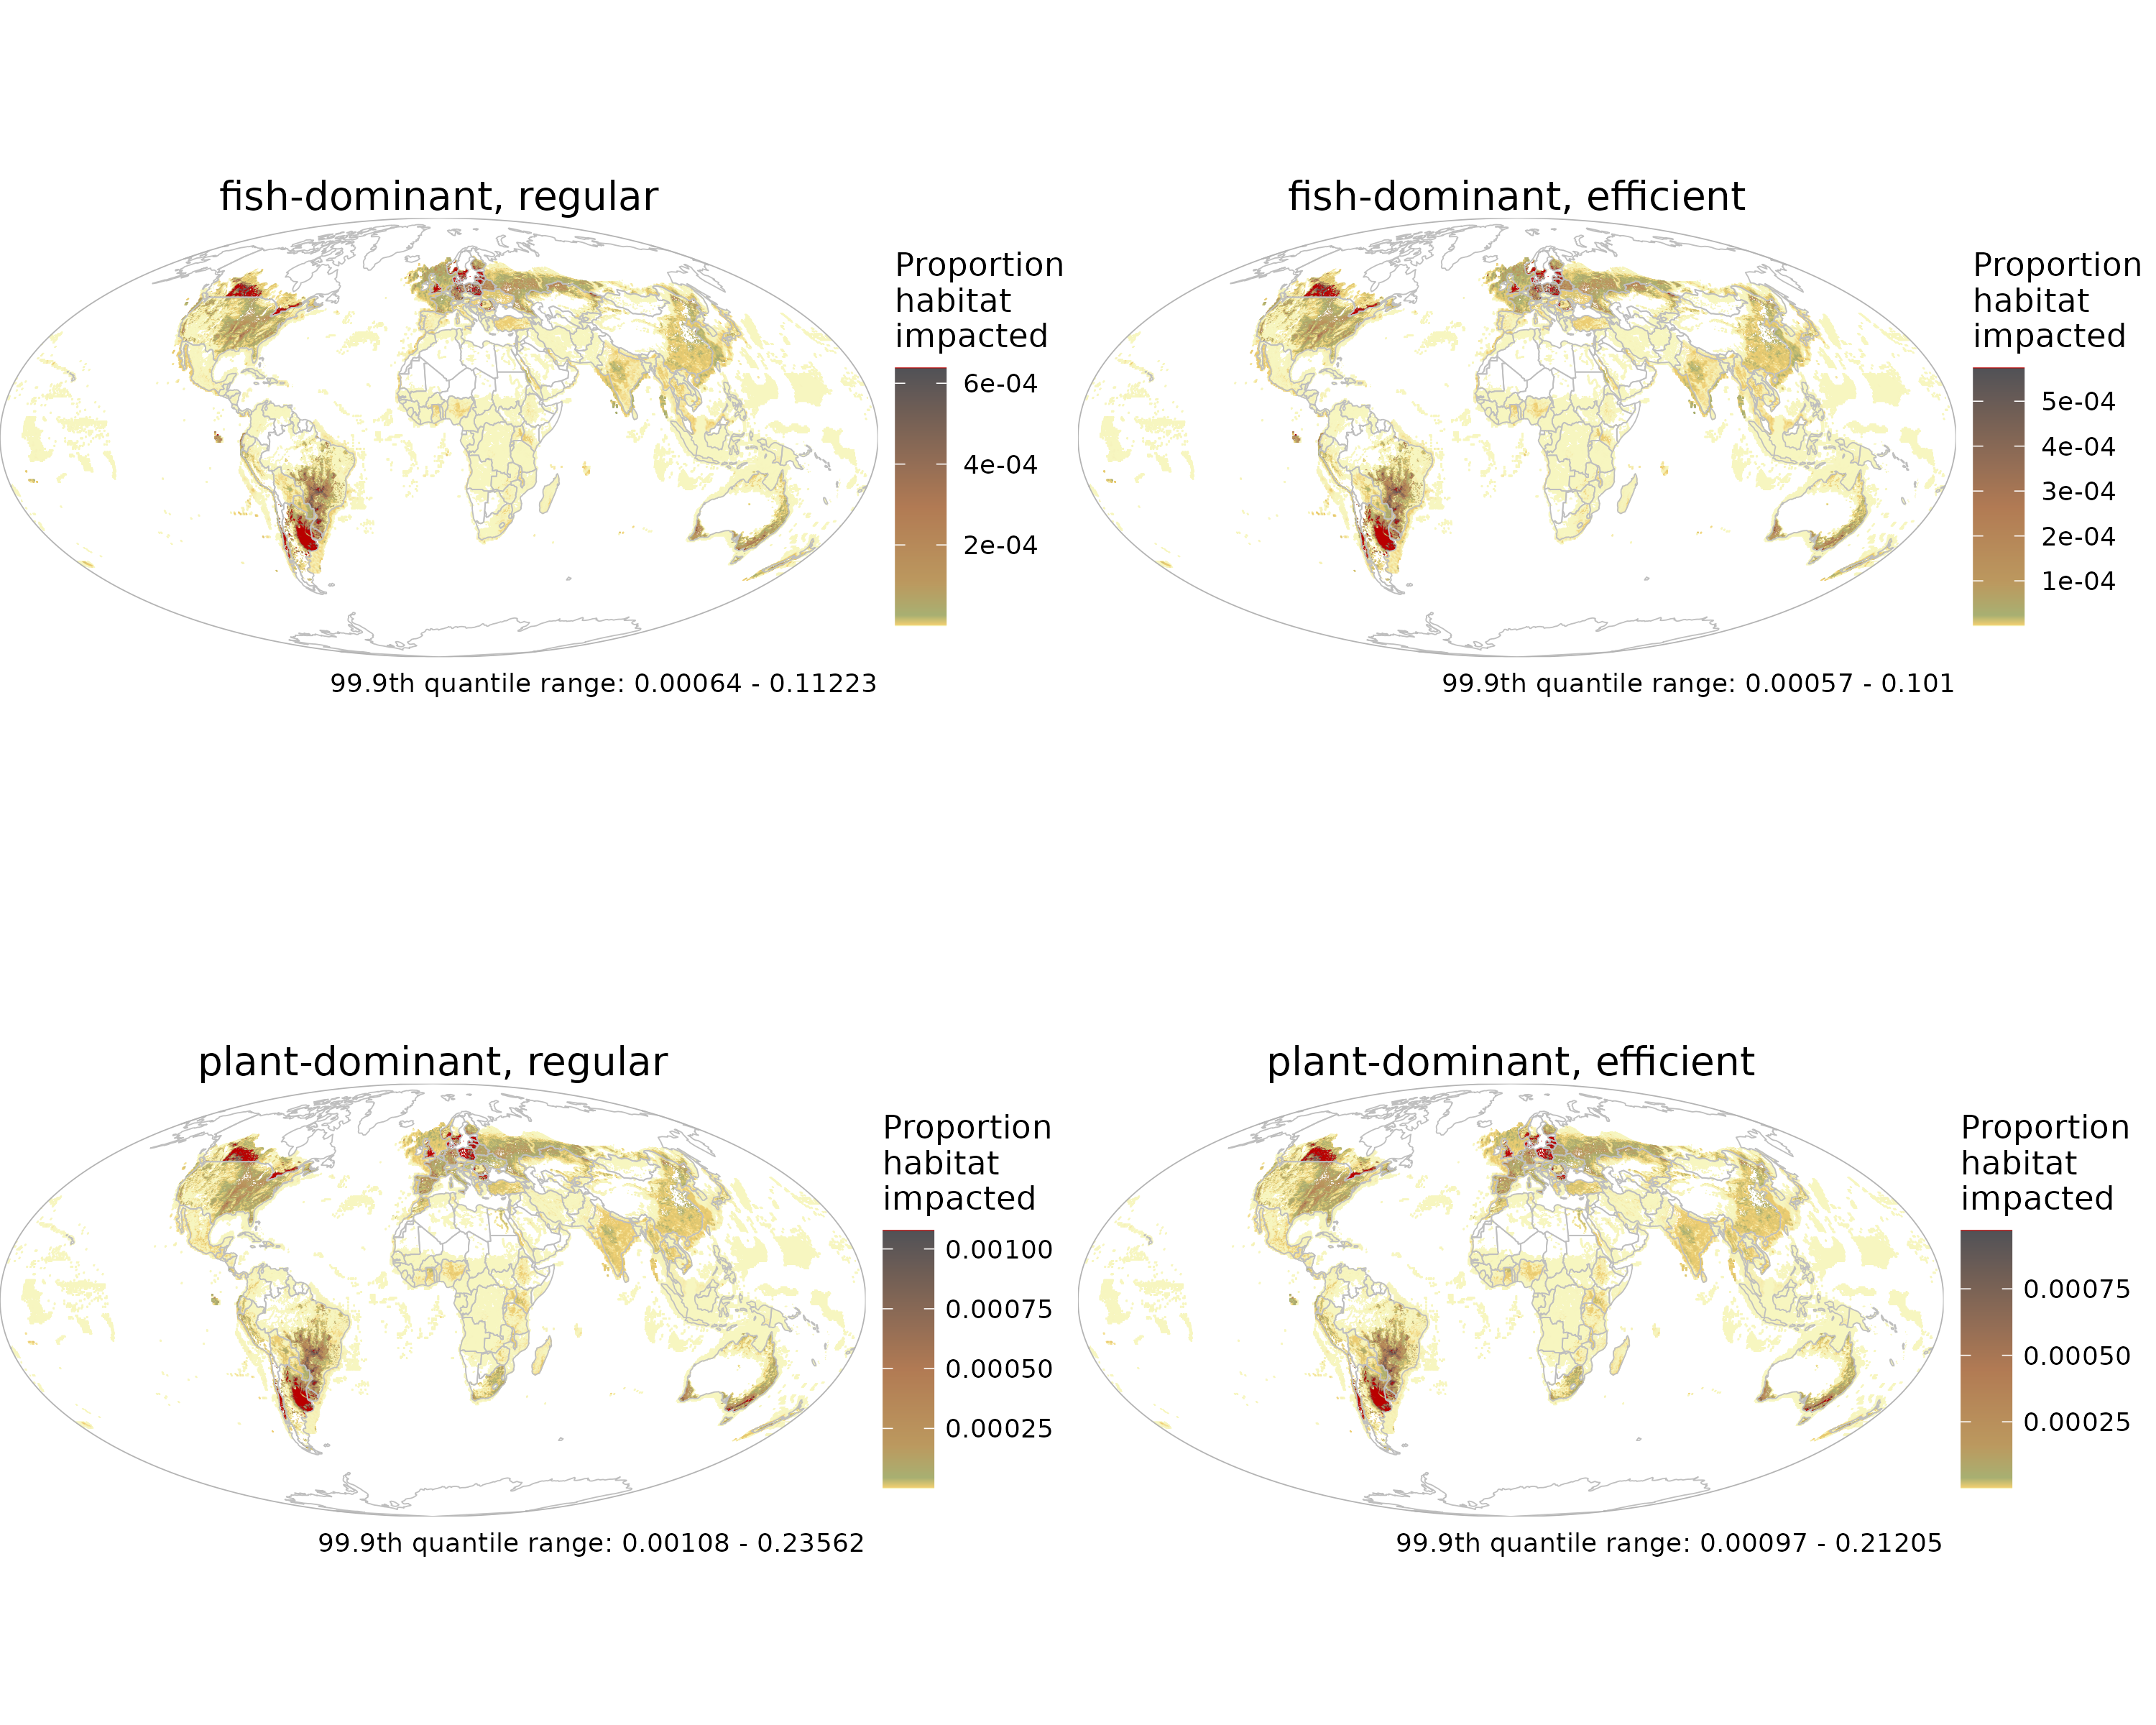 fish-dominant, regular
Proportion
habitat
impacted
6e-04
4e-04
2e-04
99.9th quantile range: 0.00064 - 0.11223
fish-dominant, efficient
Proportion
habitat
impacted
5e-04
4e-04
3e-04
2e-04
1e-04
99.9th quantile range: 0.00057 - 0.101
plant-dominant, regular
Proportion
habitat
impacted
0.00100
0.00075
0.00050
0.00025
99.9th quantile range: 0.00108 - 0.23562
plant-dominant, efficient
Proportion
habitat
impacted
0.00075
0.00050
0.00025
99.9th quantile range: 0.00097 - 0.21205